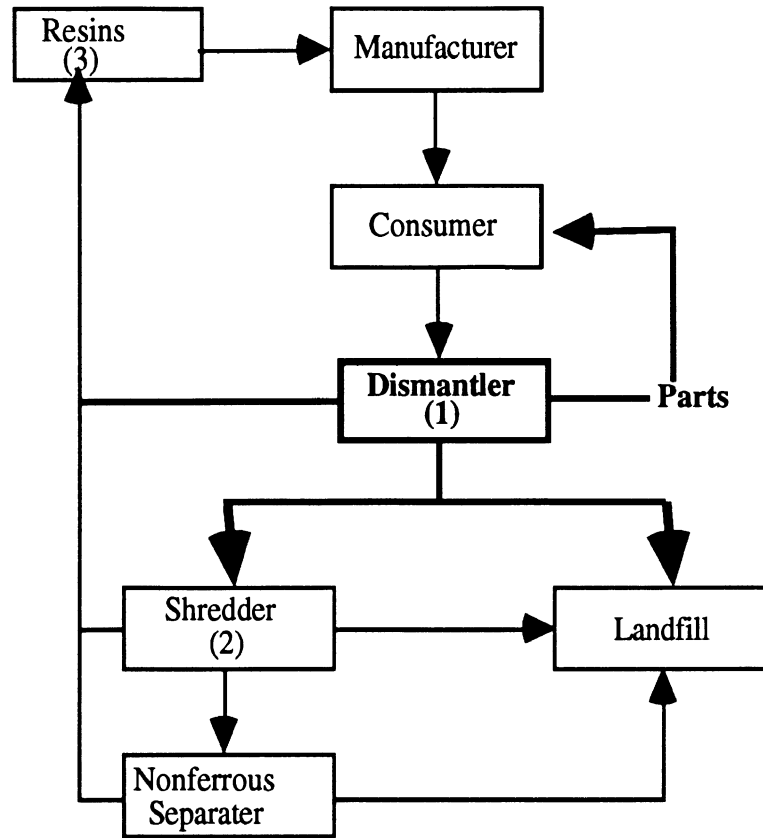 Resins
(3)
Manufacturer
Consumer
Dismantler
(1)
Parts
Shredder
(2)
Landfill
Nonferrous
Separater